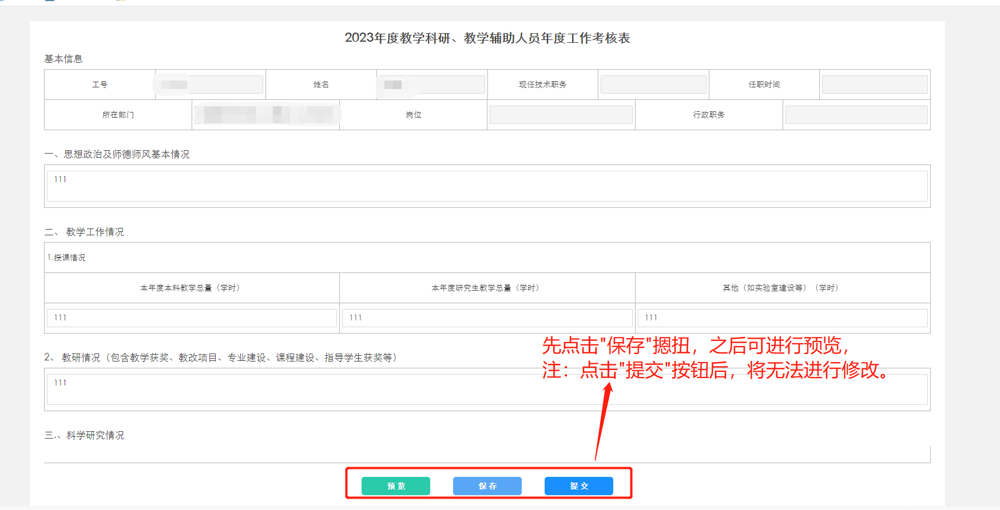 2023年度教学科研、教学辅助人员年度工作考核表
基本信息
工号 姓名 现任技术职务 任职时间
所在部门 岗位 行政职务
一、思想政治及师德师风基本情况
111
二、 教学工作情况
1.授课情况
本年度本科教学总量（学时） 本年度研究生教学总量（学时） 其他（如实验室建设等）（学时）
111 111 111
先点击"保存"摁扭，之后可进行预览，
注：点击"提交"按钮后，将无法进行修改。
2、 教研情况（包含教学获奖、教改项目、专业建设、课程建设、指导学生获奖等）
111
三.、科学研究情况
预览 保存 提交